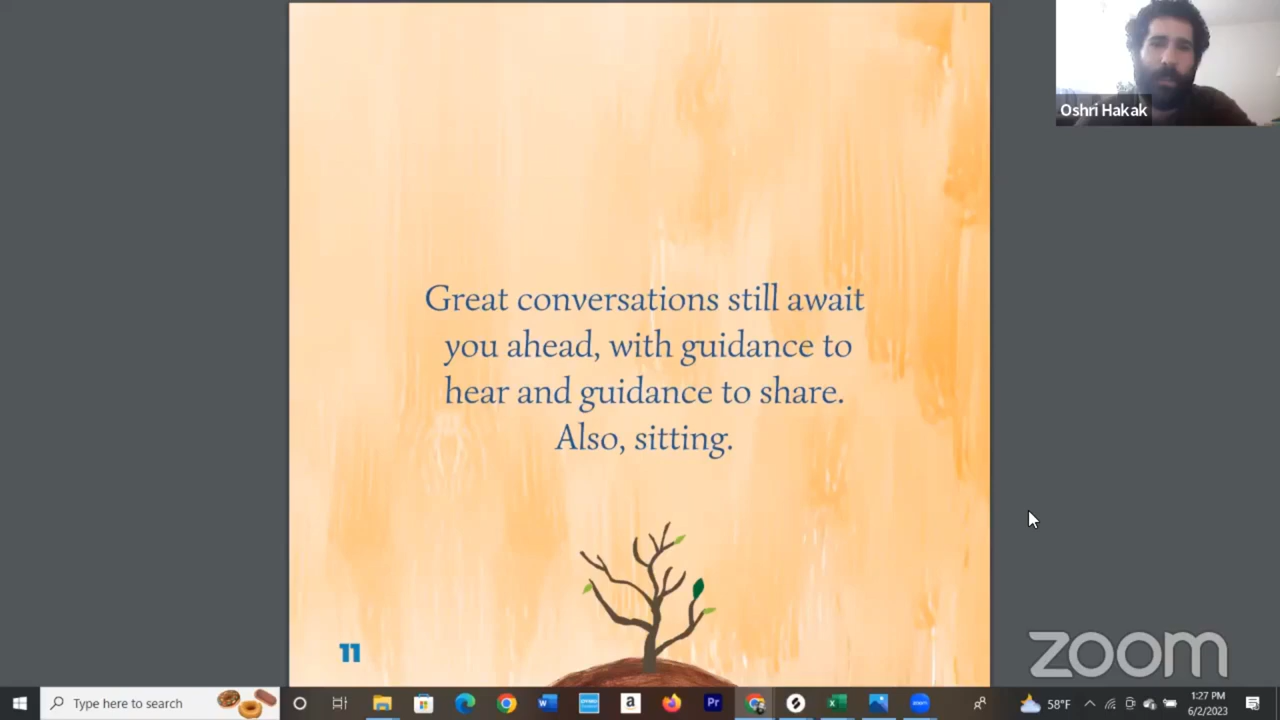 Oshri Hakak
Great conversations still await
you ahead, with guidance to
hear and guidance to share.
Also, sitting.
11
zoom
Type here to search
58°F
1:27 PM
6/2/2023